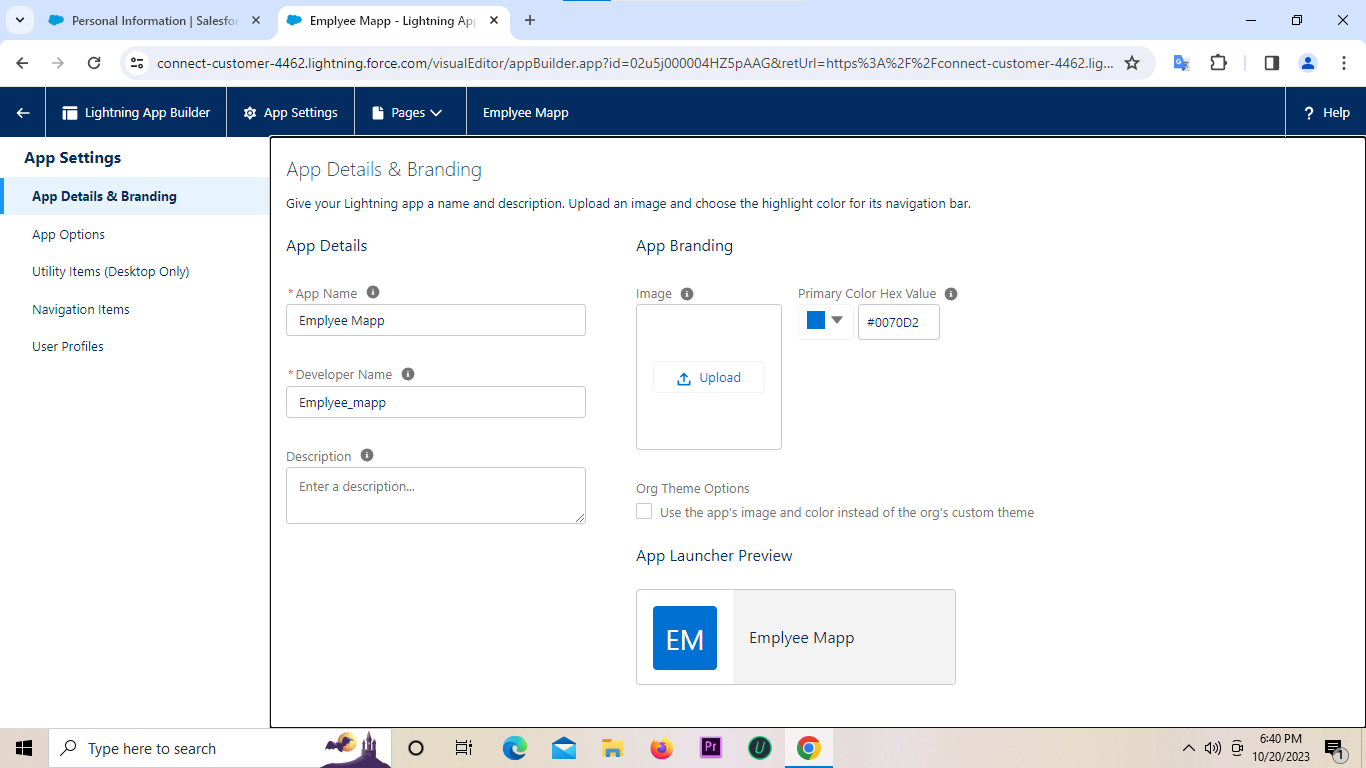 Personal Information | Salesfor
Emplyee Mapp - Lightning App
connect-customer-4462.lightning.force.com/visualEditor/appBuilder.app?id=02u5j000004HZ5pAAG&retUrl=https%3A%2F%2Fconnect-customer-4462.lig...
Lightning App Builder
App Settings
Pages
Emplyee Mapp
? Help
App Settings
App Details & Branding
App Options
Utility Items (Desktop Only)
Navigation Items
User Profiles
App Details & Branding
Give your Lightning app a name and description. Upload an image and choose the highlight color for its navigation bar.
App Details
*App Name
Emplyee Mapp
*Developer Name
Emplyee_mapp
Description
Enter a description...
App Branding
Image
Upload
Primary Color Hex Value
#0070D2
Org Theme Options
Use the app's image and color instead of the org's custom theme
App Launcher Preview
EM
Emplyee Mapp
Type here to search
Pr
U
6:40 PM
10/20/2023
1